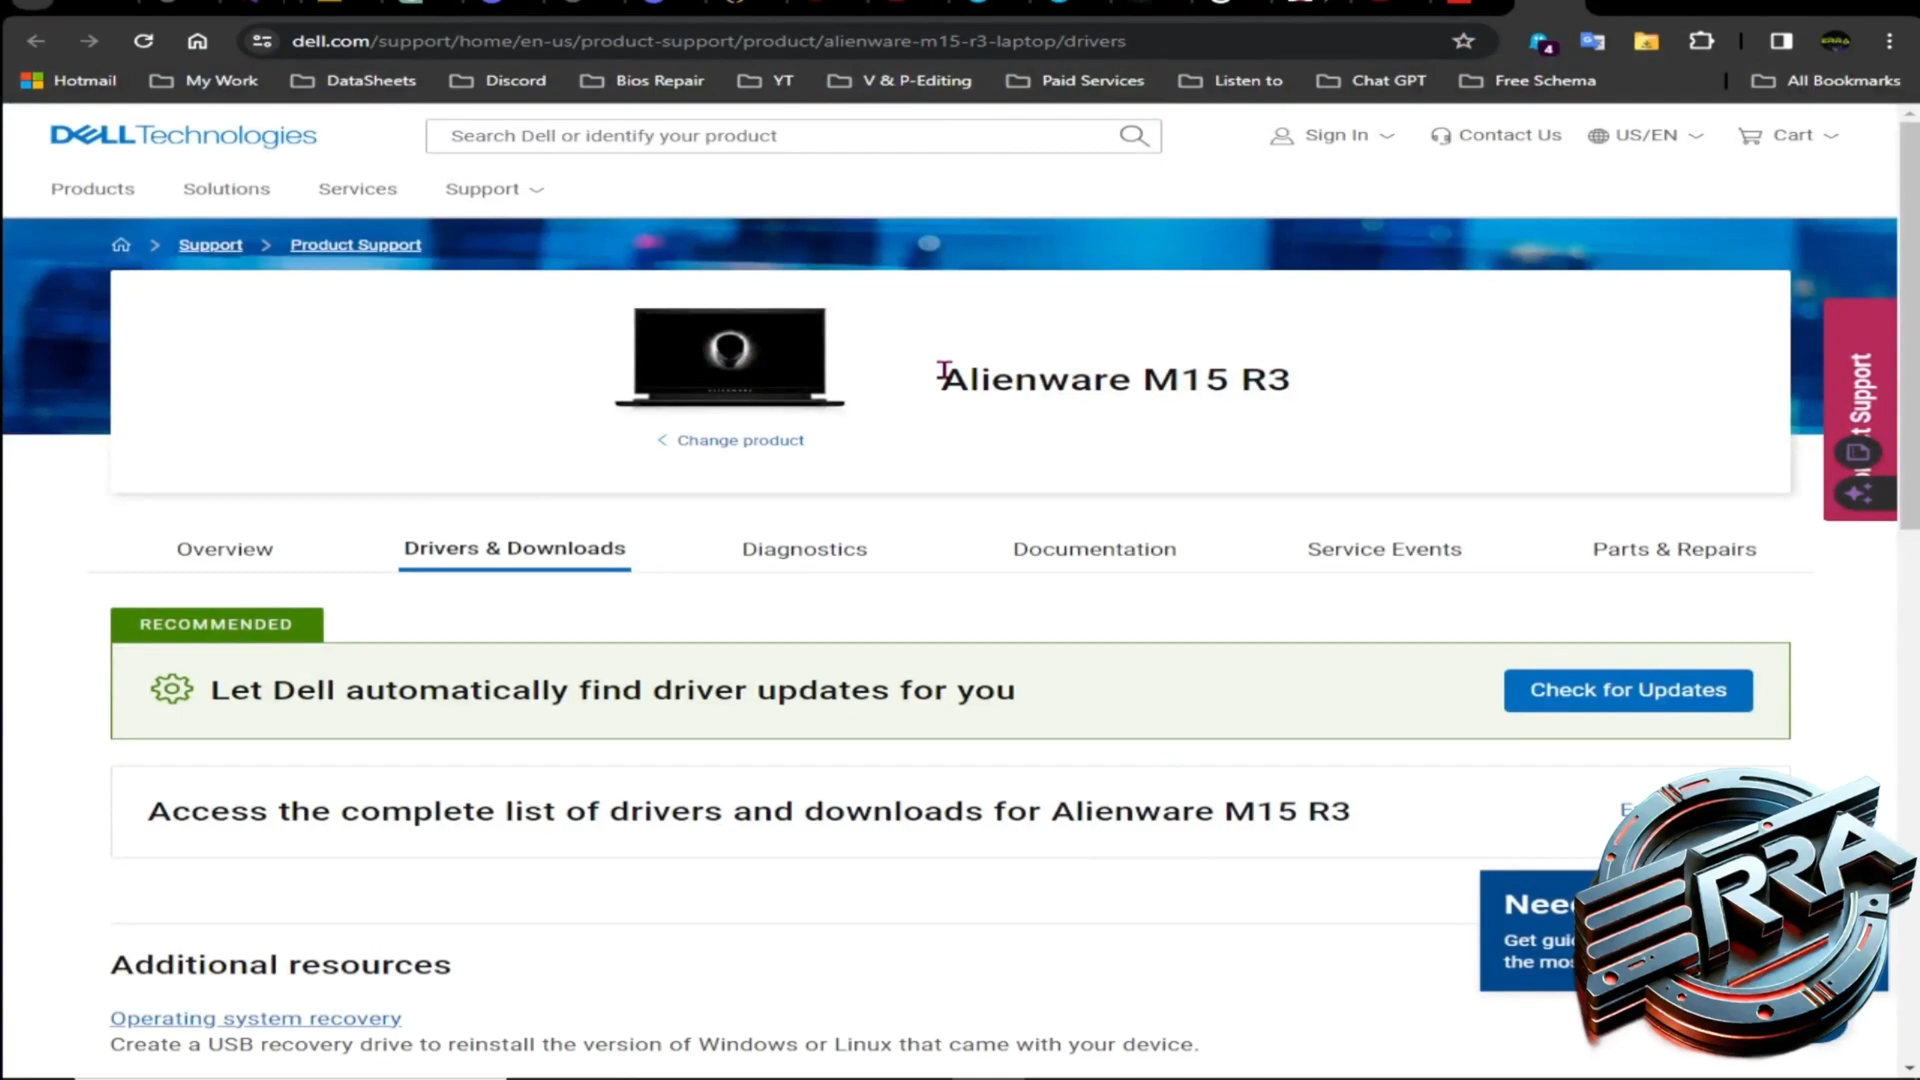 dell.com/support/home/en-us/product-support/product/alienware-m15-r3-laptop/drivers
4
Hotmail My Work DataSheets Discord Bios Repair YT V & P-Editing Paid Services Listen to Chat GPT Free Schema All Bookmarks
DELLTechnologies
Search Dell or identify your product
Sign In Contact Us US/EN Cart
Products Solutions Services Support
Support > Product Support
Alienware M15 R3
ALIENWARE
Change product
t Support
Overview Drivers & Downloads Diagnostics Documentation Service Events Parts & Repairs
RECOMMENDED
Let Dell automatically find driver updates for you
Check for Updates
Access the complete list of drivers and downloads for Alienware M15 R3
Get
the
ERRA
Additional resources
Operating system recovery
Create a USB recovery drive to reinstall the version of Windows or Linux that came with your device.